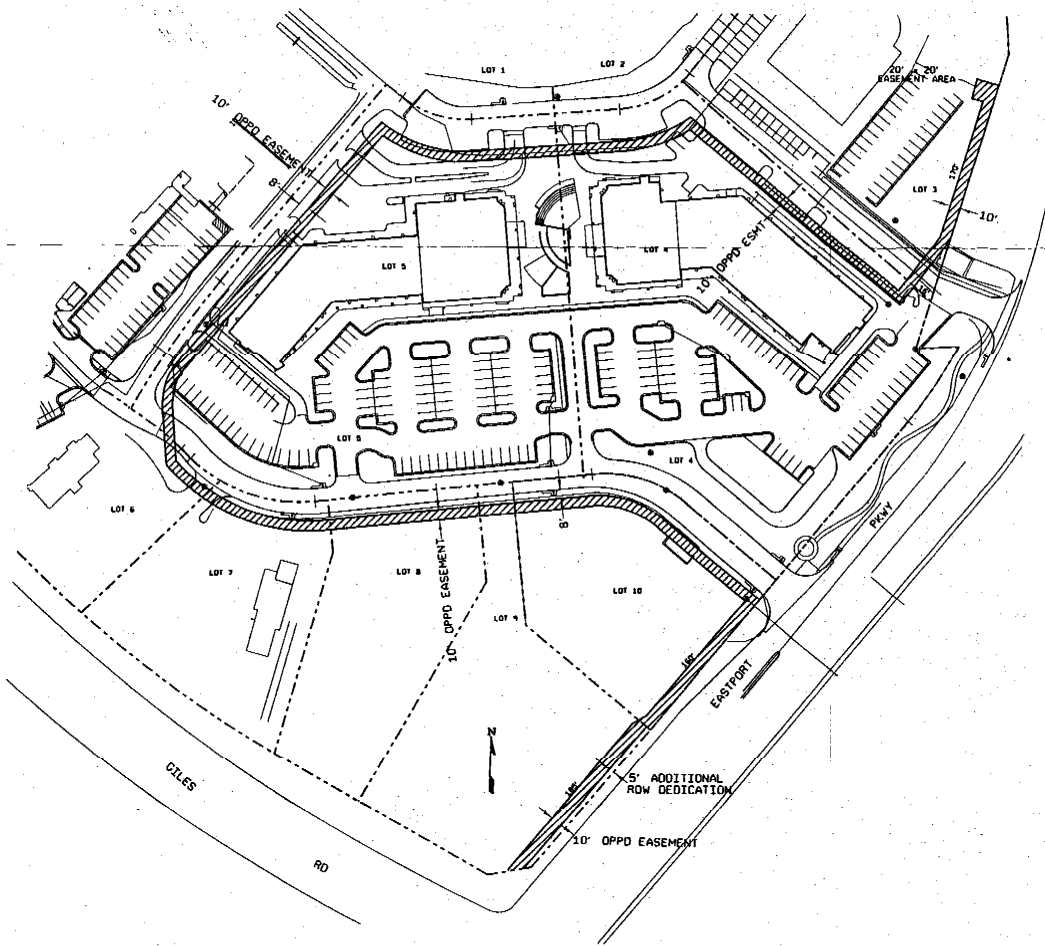 LOT 1
LOT 2
20' x 20'
EASEMENT AREA
10' OPPD EASEMENT
8'
170'
LOT 3
10'
LOT 5
LOT 4
10' OPPD ESMT
LOT 5
LOT 4
LOT 6
8'
PKWY
LOT 7
LOT 8
10' OPPD EASEMENT
LOT 9
LOT 10
160'
EASTPORT
N
GILES
RD
5' ADDITIONAL
ROW DEDICATION
10' OPPD EASEMENT